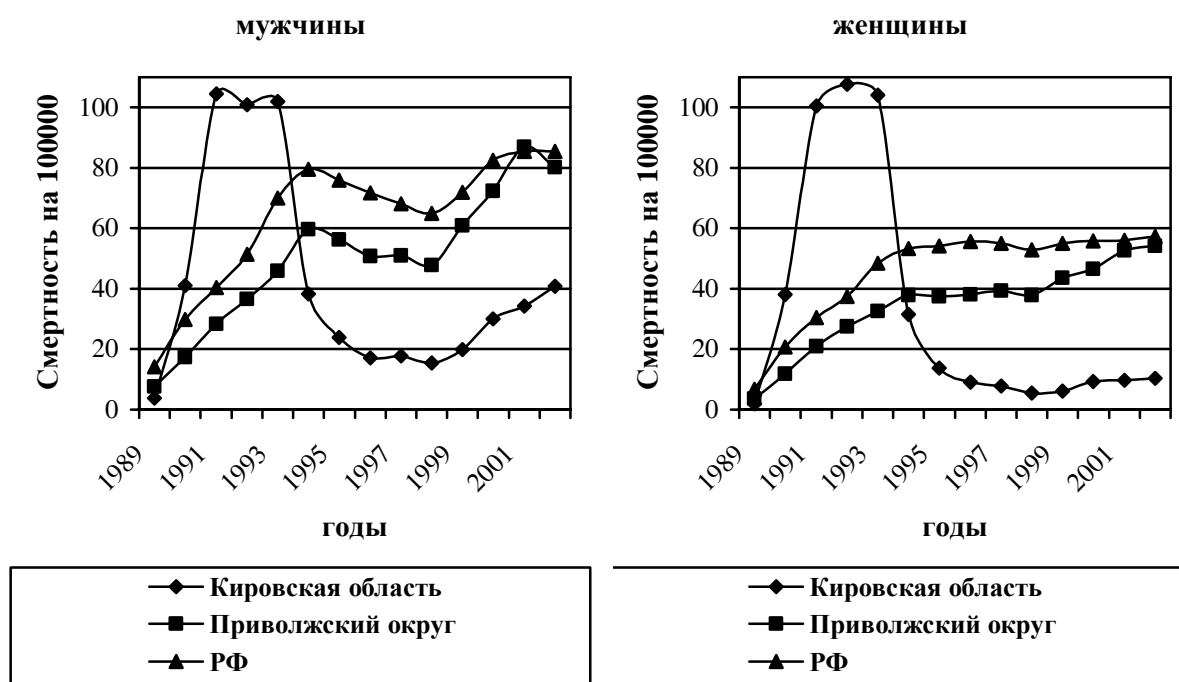 мужчины
Смертность на 100000
100
80
60
40
20
0
1989
1991
1993
1995
1997
1999
2001
годы
Кировская область
Приволжский округ
РФ
женщины
Смертность на 100000
100
80
60
40
20
0
1989
1991
1993
1995
1997
1999
2001
годы
Кировская область
Приволжский округ
РФ